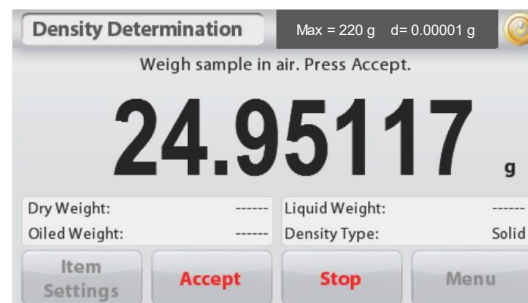 Density Determination Max = 220 g d= 0.00001 g
Weigh sample in air. Press Accept.
24.95117 g
Dry Weight: ------ Liquid Weight: ------
Oiled Weight: ------ Density Type: Solid
Item Settings Accept Stop Menu